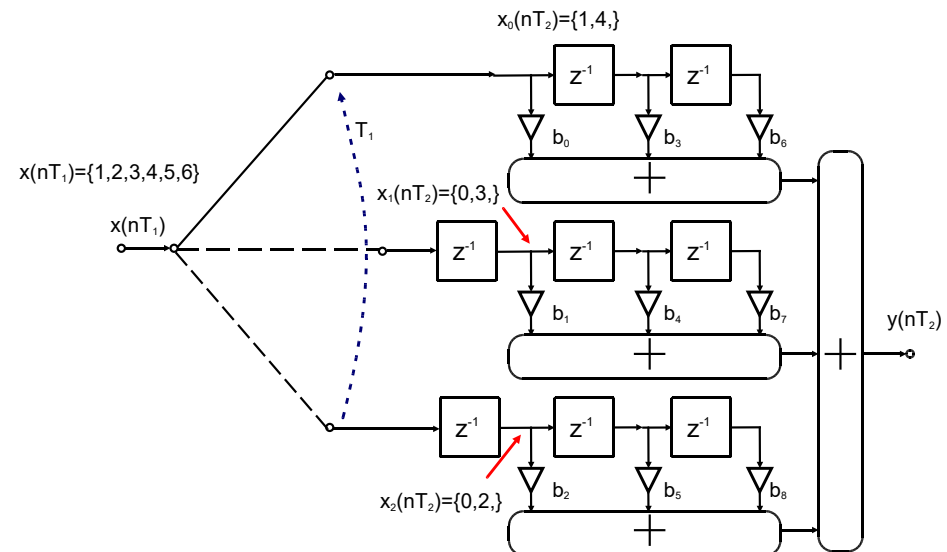 x₀(nT₂)={1,4,}
z⁻¹ z⁻¹
T₁
b₀ b₃ b₆
x(nT₁)={1,2,3,4,5,6}
+
x₁(nT₂)={0,3,}
x(nT₁)
z⁻¹ z⁻¹ z⁻¹
b₁ b₄ b₇
y(nT₂)
+ +
z⁻¹ z⁻¹ z⁻¹
b₂ b₅ b₈
x₂(nT₂)={0,2,}
+